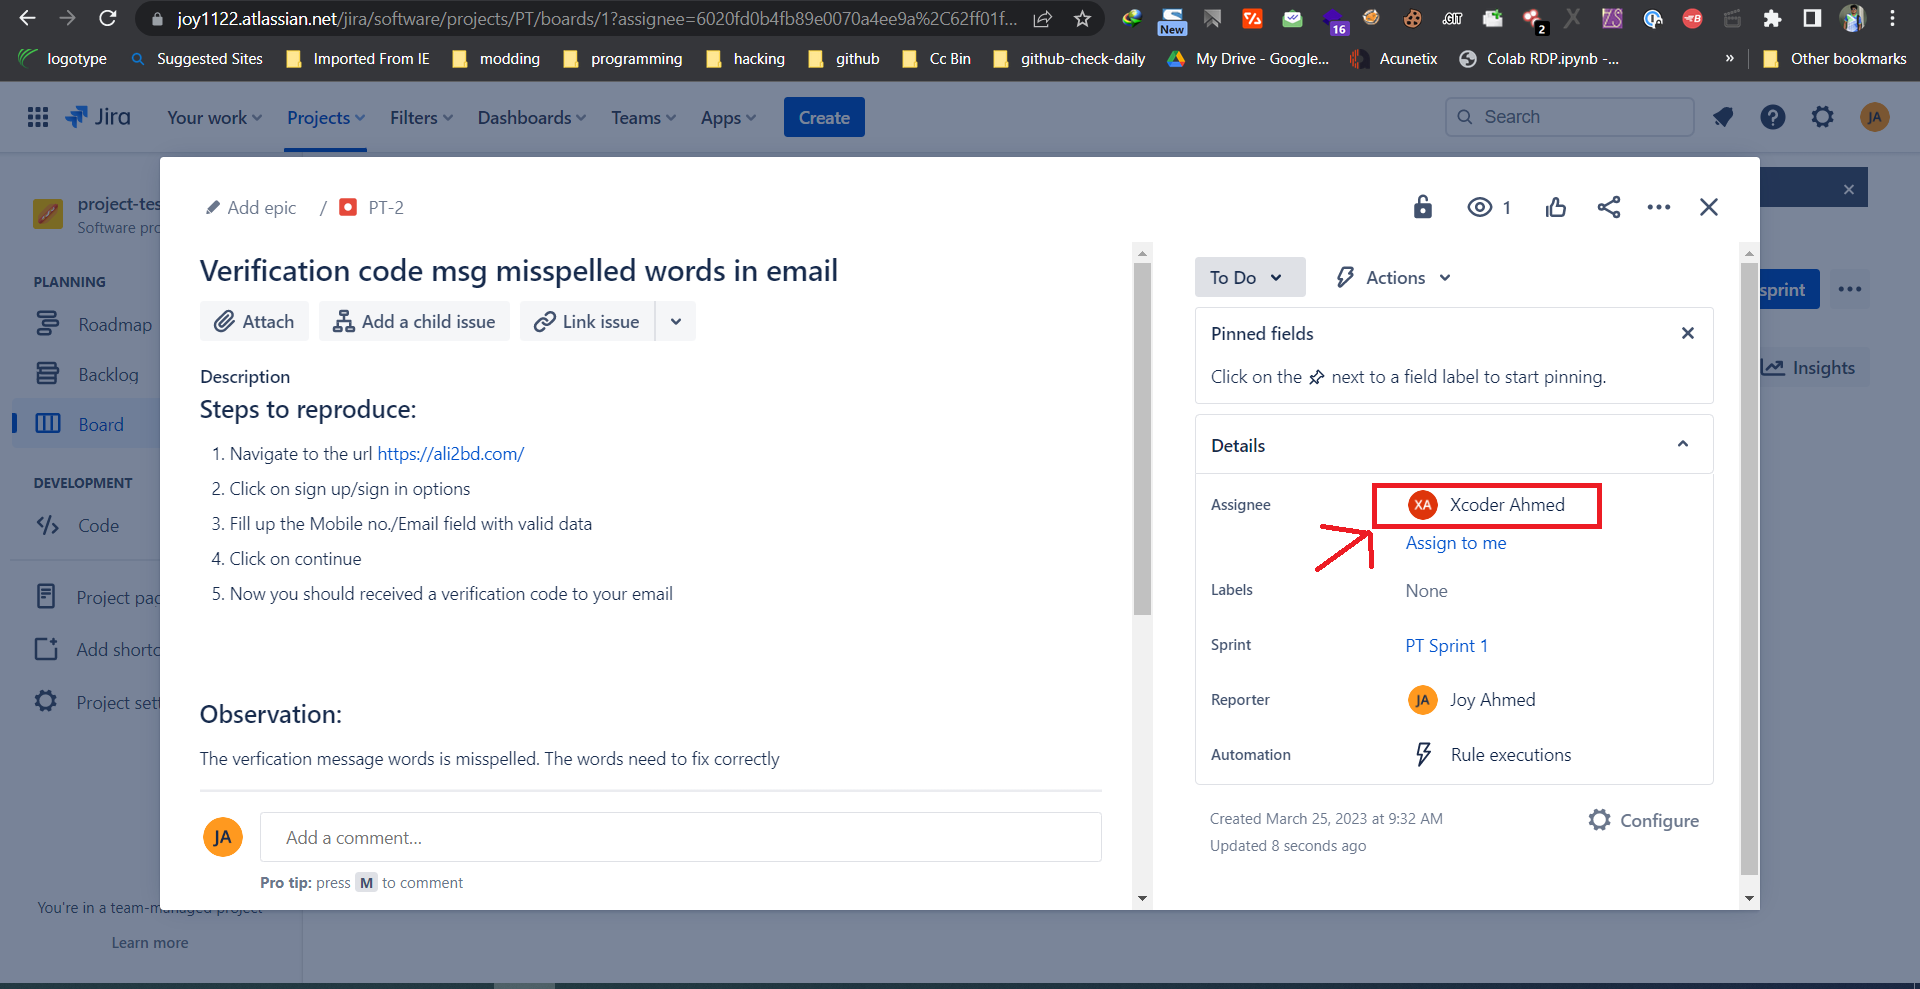 joy1122.atlassian.net/jira/software/projects/PT/boards/1?assignee=6020fd0b4fb89e0070a4ee9a%2C62ff01f...
New
16
.GIT
2
ZS
B
logotype
Suggested Sites
Imported From IE
modding
programming
hacking
github
Cc Bin
github-check-daily
My Drive - Google...
Acunetix
Colab RDP.ipynb -...
»
Other bookmarks
Jira
Your work
Projects
Filters
Dashboards
Teams
Apps
Create
Search
JA
project-tes
Software pro
PLANNING
Roadmap
Backlog
Board
DEVELOPMENT
Code
Project pag
Add shortc
Project sett
You're in a team-managed project
Learn more
sprint
Insights
Add epic / PT-2
1
Verification code msg misspelled words in email
Attach
Add a child issue
Link issue
Description
Steps to reproduce:
1. Navigate to the url https://ali2bd.com/
2. Click on sign up/sign in options
3. Fill up the Mobile no./Email field with valid data
4. Click on continue
5. Now you should received a verification code to your email
Observation:
The verfication message words is misspelled. The words need to fix correctly
JA
Add a comment...
Pro tip: press M to comment
To Do
Actions
Pinned fields
Click on the next to a field label to start pinning.
Details
Assignee
XA Xcoder Ahmed
Assign to me
Labels
None
Sprint
PT Sprint 1
Reporter
JA Joy Ahmed
Automation
Rule executions
Created March 25, 2023 at 9:32 AM
Updated 8 seconds ago
Configure